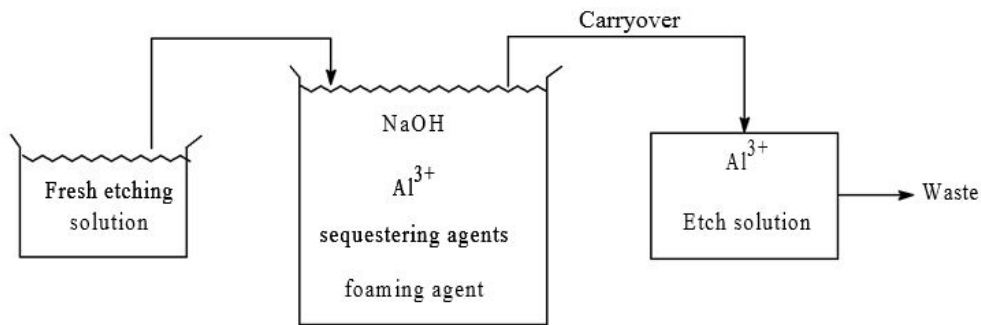 Carryover
Fresh etching
solution
NaOH
Al3+
sequestering agents
foaming agent
Al3+
Etch solution
Waste